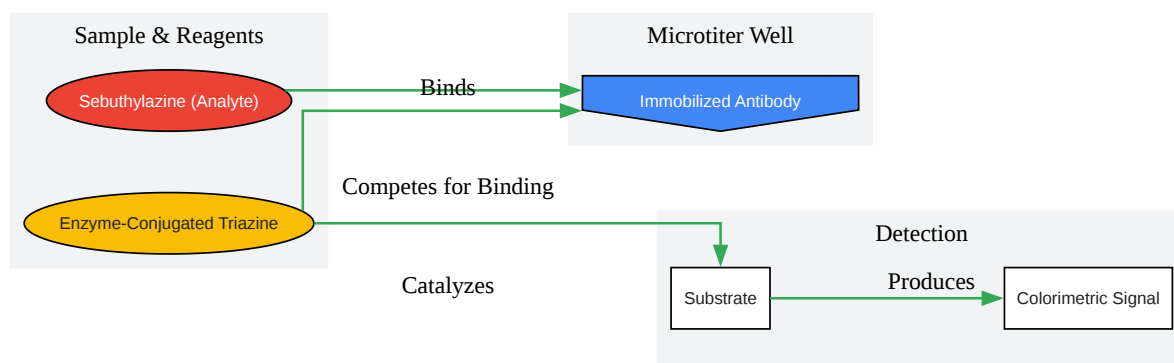 Sample & Reagents
Microtiter Well
Sebuthylazine (Analyte)
Binds
Immobilized Antibody
Competes for Binding
Enzyme-Conjugated Triazine
Detection
Catalyzes
Produces
Substrate
Colorimetric Signal